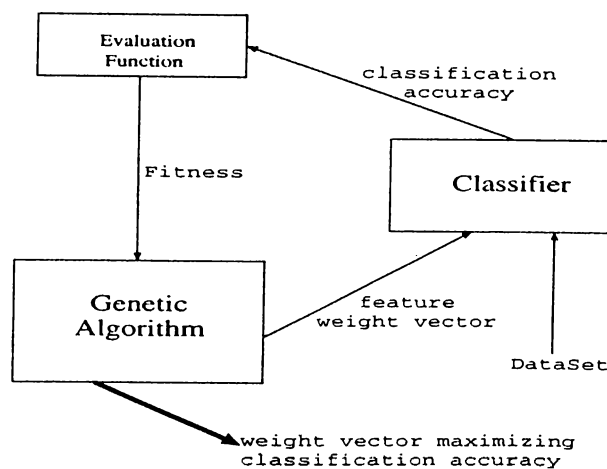 Evaluation
Function
classification
accuracy
Fitness
Classifier
Genetic
Algorithm
feature
weight vector
DataSet
weight vector maximizing
classification accuracy